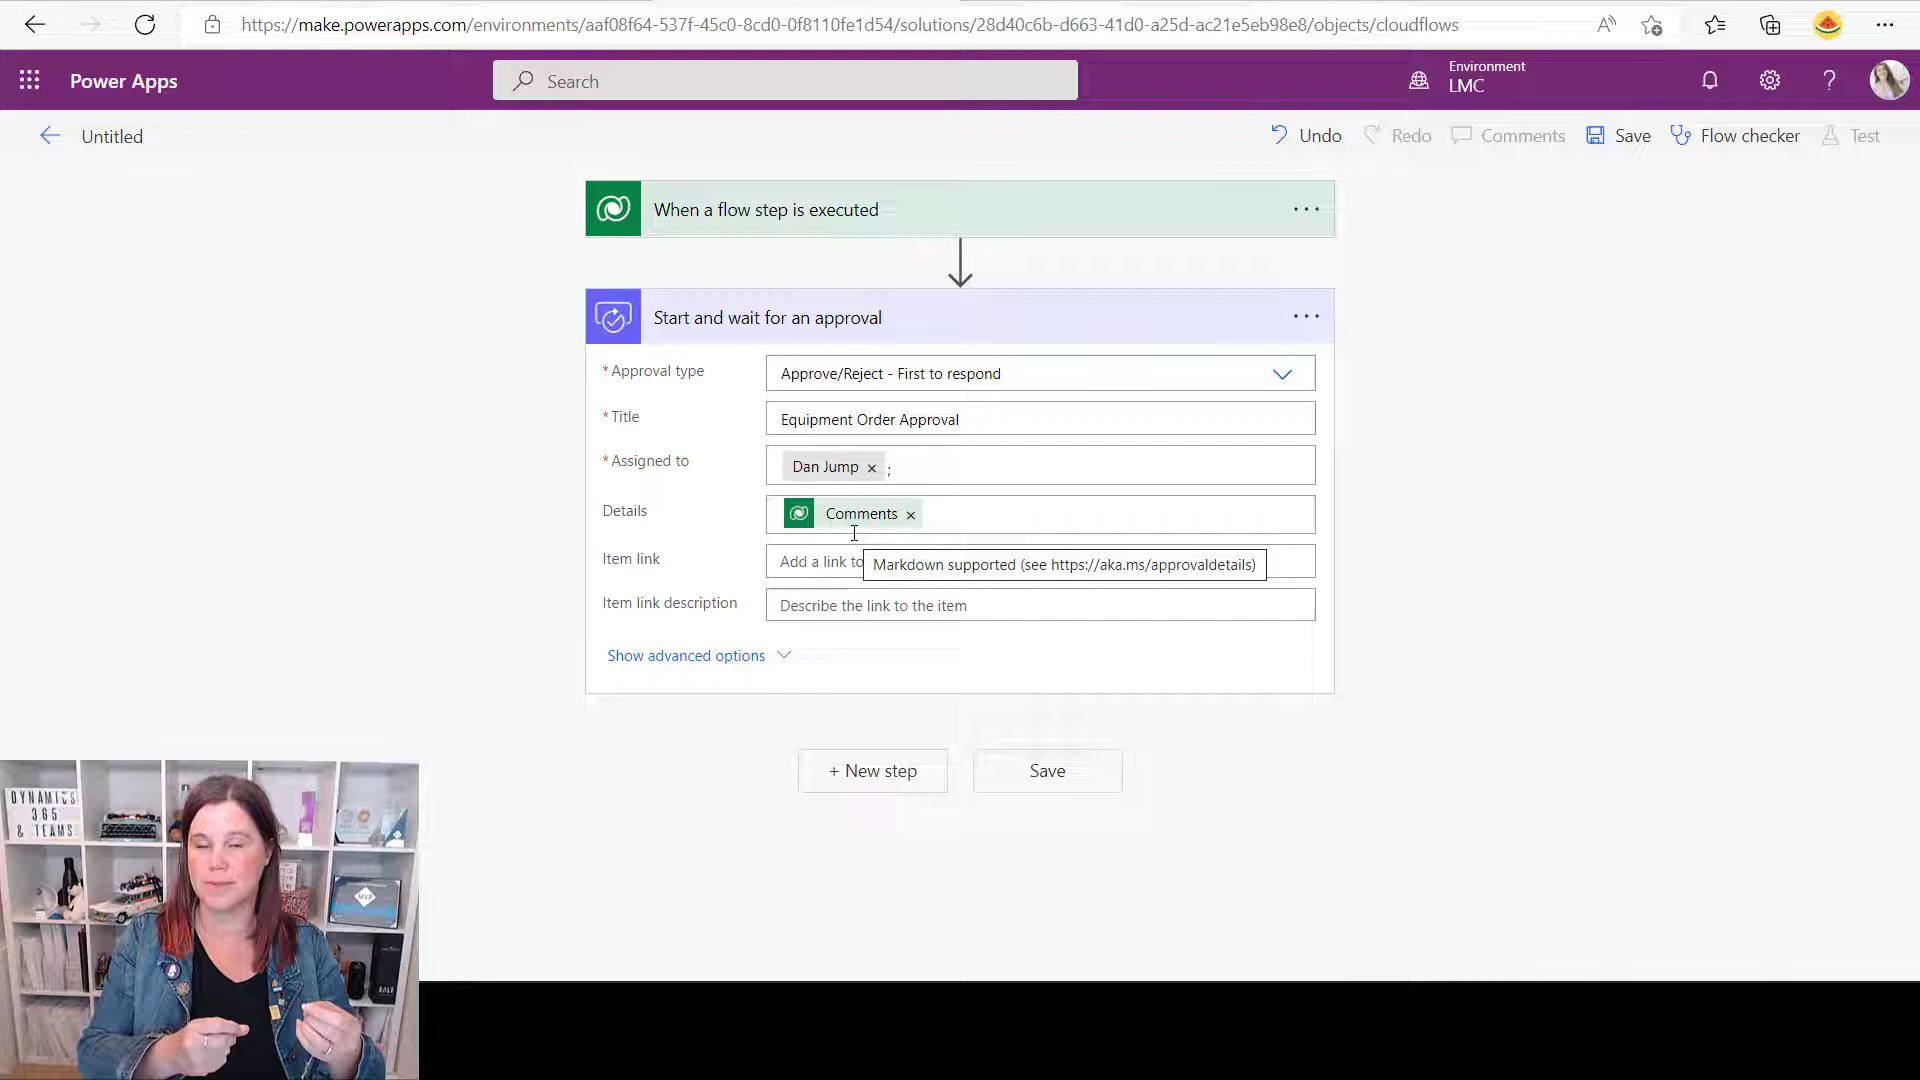 https://make.powerapps.com/environments/aaf08f64-537f-45c0-8cd0-0f8110fe1d54/solutions/28d40c6b-d663-41d0-a25d-ac21e5eb98e8/objects/cloudflows
Power Apps
Search
Environment
LMC
Untitled
Undo
Redo
Comments
Save
Flow checker
Test
When a flow step is executed
Start and wait for an approval
* Approval type
Approve/Reject - First to respond
* Title
Equipment Order Approval
* Assigned to
Dan Jump × ;
Details
Comments ×
Item link
Add a link to
Markdown supported (see https://aka.ms/approvaldetails)
Item link description
Describe the link to the item
Show advanced options
+ New step
Save
DYNAMICS
365
& TEAMS
MVP